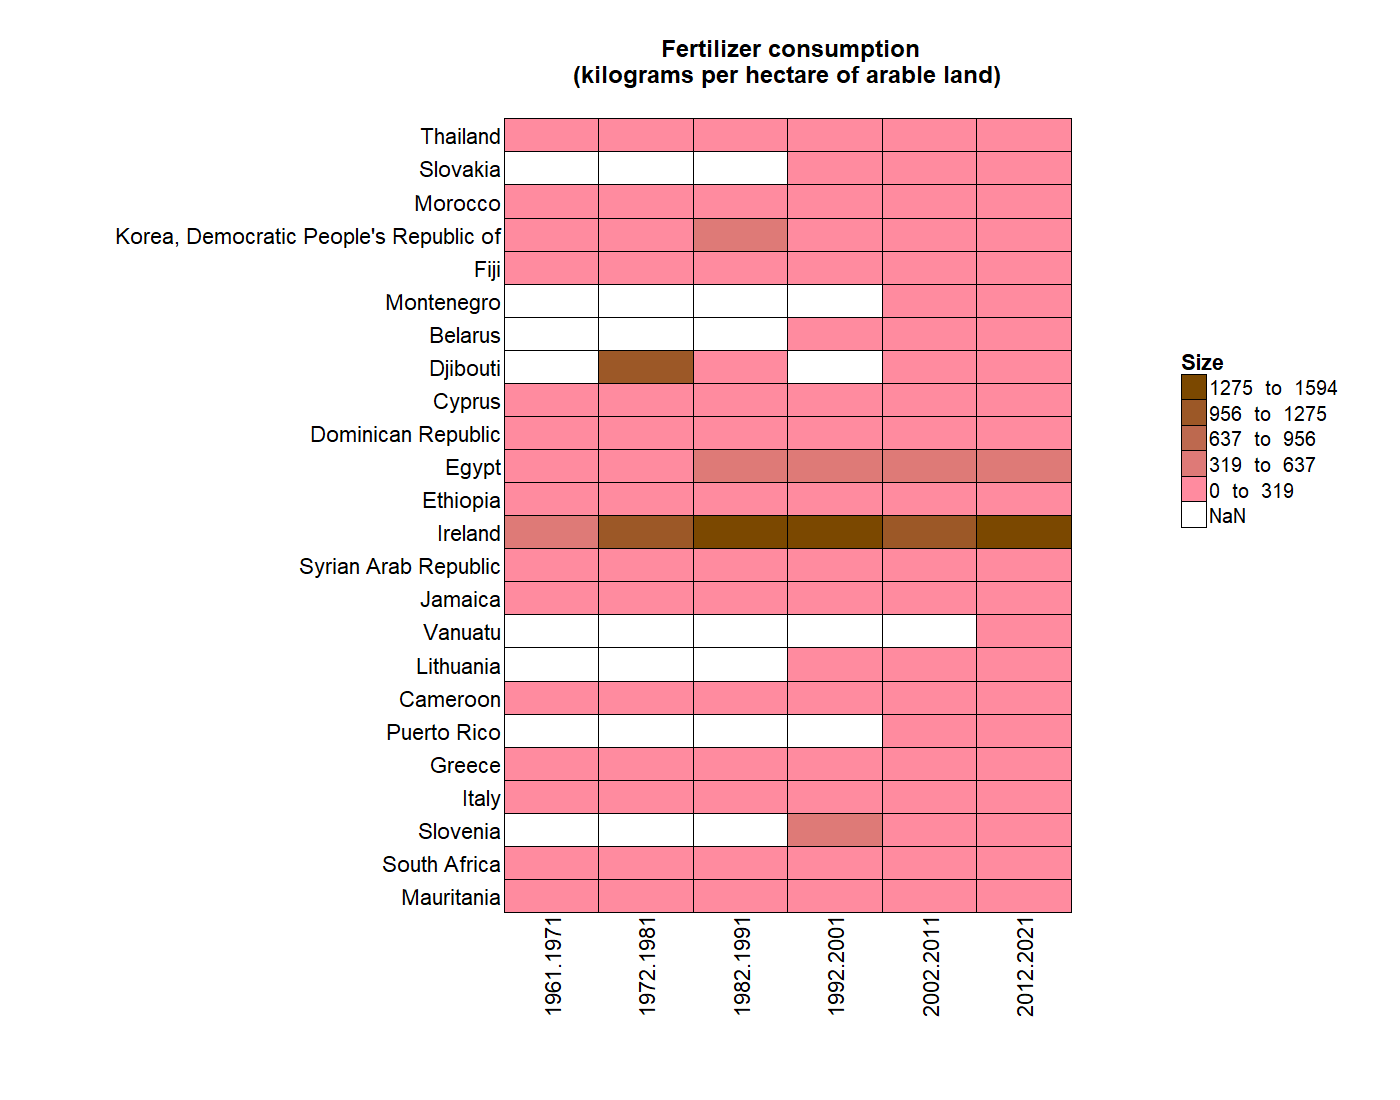 Fertilizer consumption
(kilograms per hectare of arable land)
Thailand
Slovakia
Morocco
Korea, Democratic People's Republic of
Fiji
Montenegro
Belarus
Djibouti
Cyprus
Dominican Republic
Egypt
Ethiopia
Ireland
Syrian Arab Republic
Jamaica
Vanuatu
Lithuania
Cameroon
Puerto Rico
Greece
Italy
Slovenia
South Africa
Mauritania
1961.1971
1972.1981
1982.1991
1992.2001
2002.2011
2012.2021
Size
1275 to 1594
956 to 1275
637 to 956
319 to 637
0 to 319
NaN